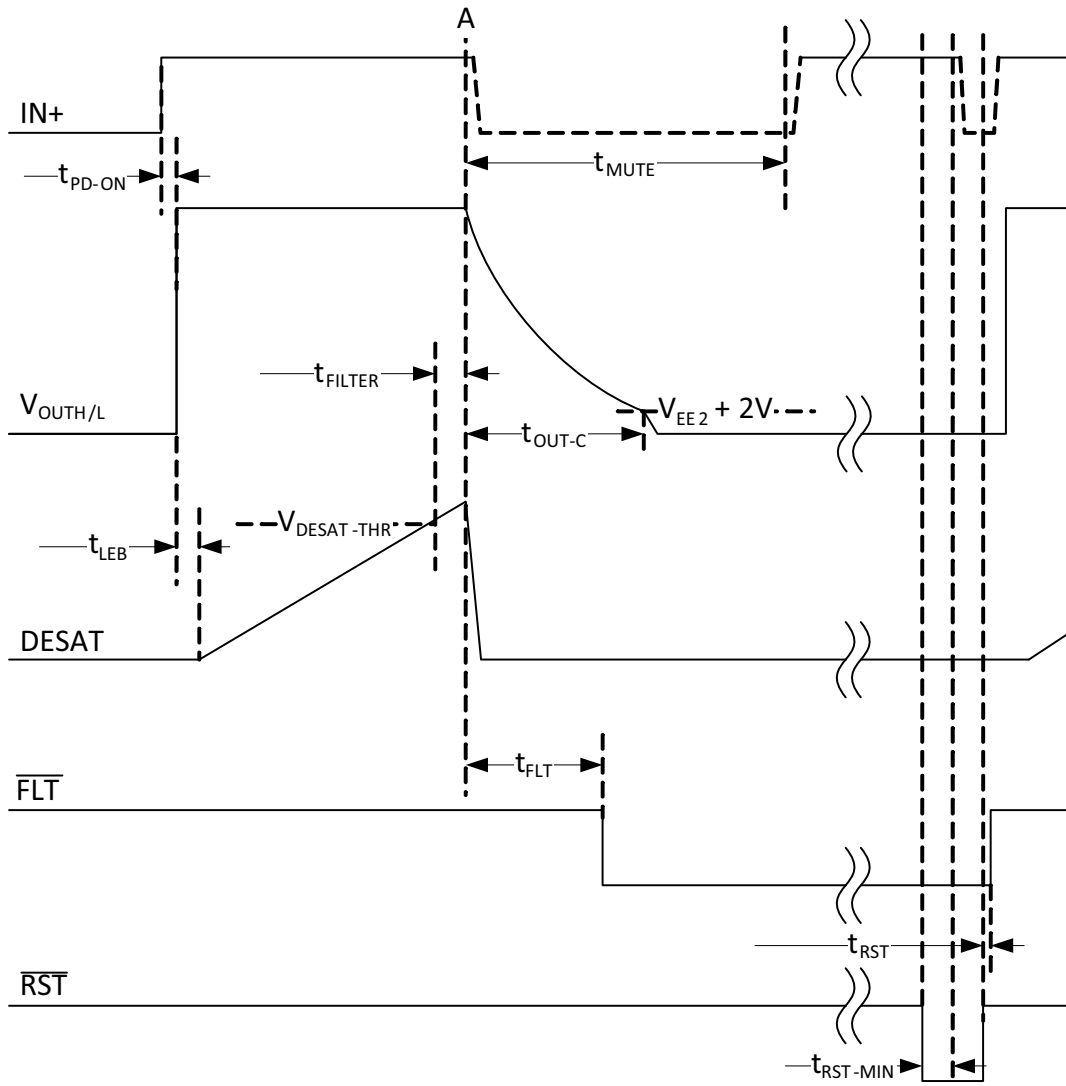 A
IN+
tPD-ON
tMUTE
tFILTER
VOUTH/L
VEE2 + 2V
tOUT-C
VDESAT-THR
tLEB
DESAT
tFLT
FLT
tRST
RST
tRST-MIN